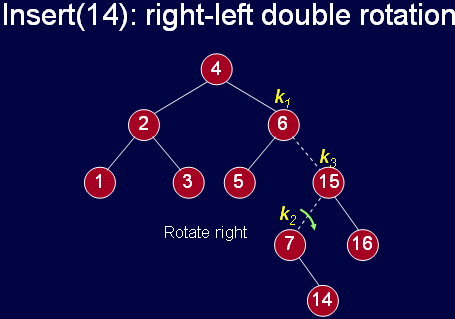 Insert(14): right-left double rotation
4
k1
2
6
k3
1
3
5
15
k2
Rotate right
7
16
14